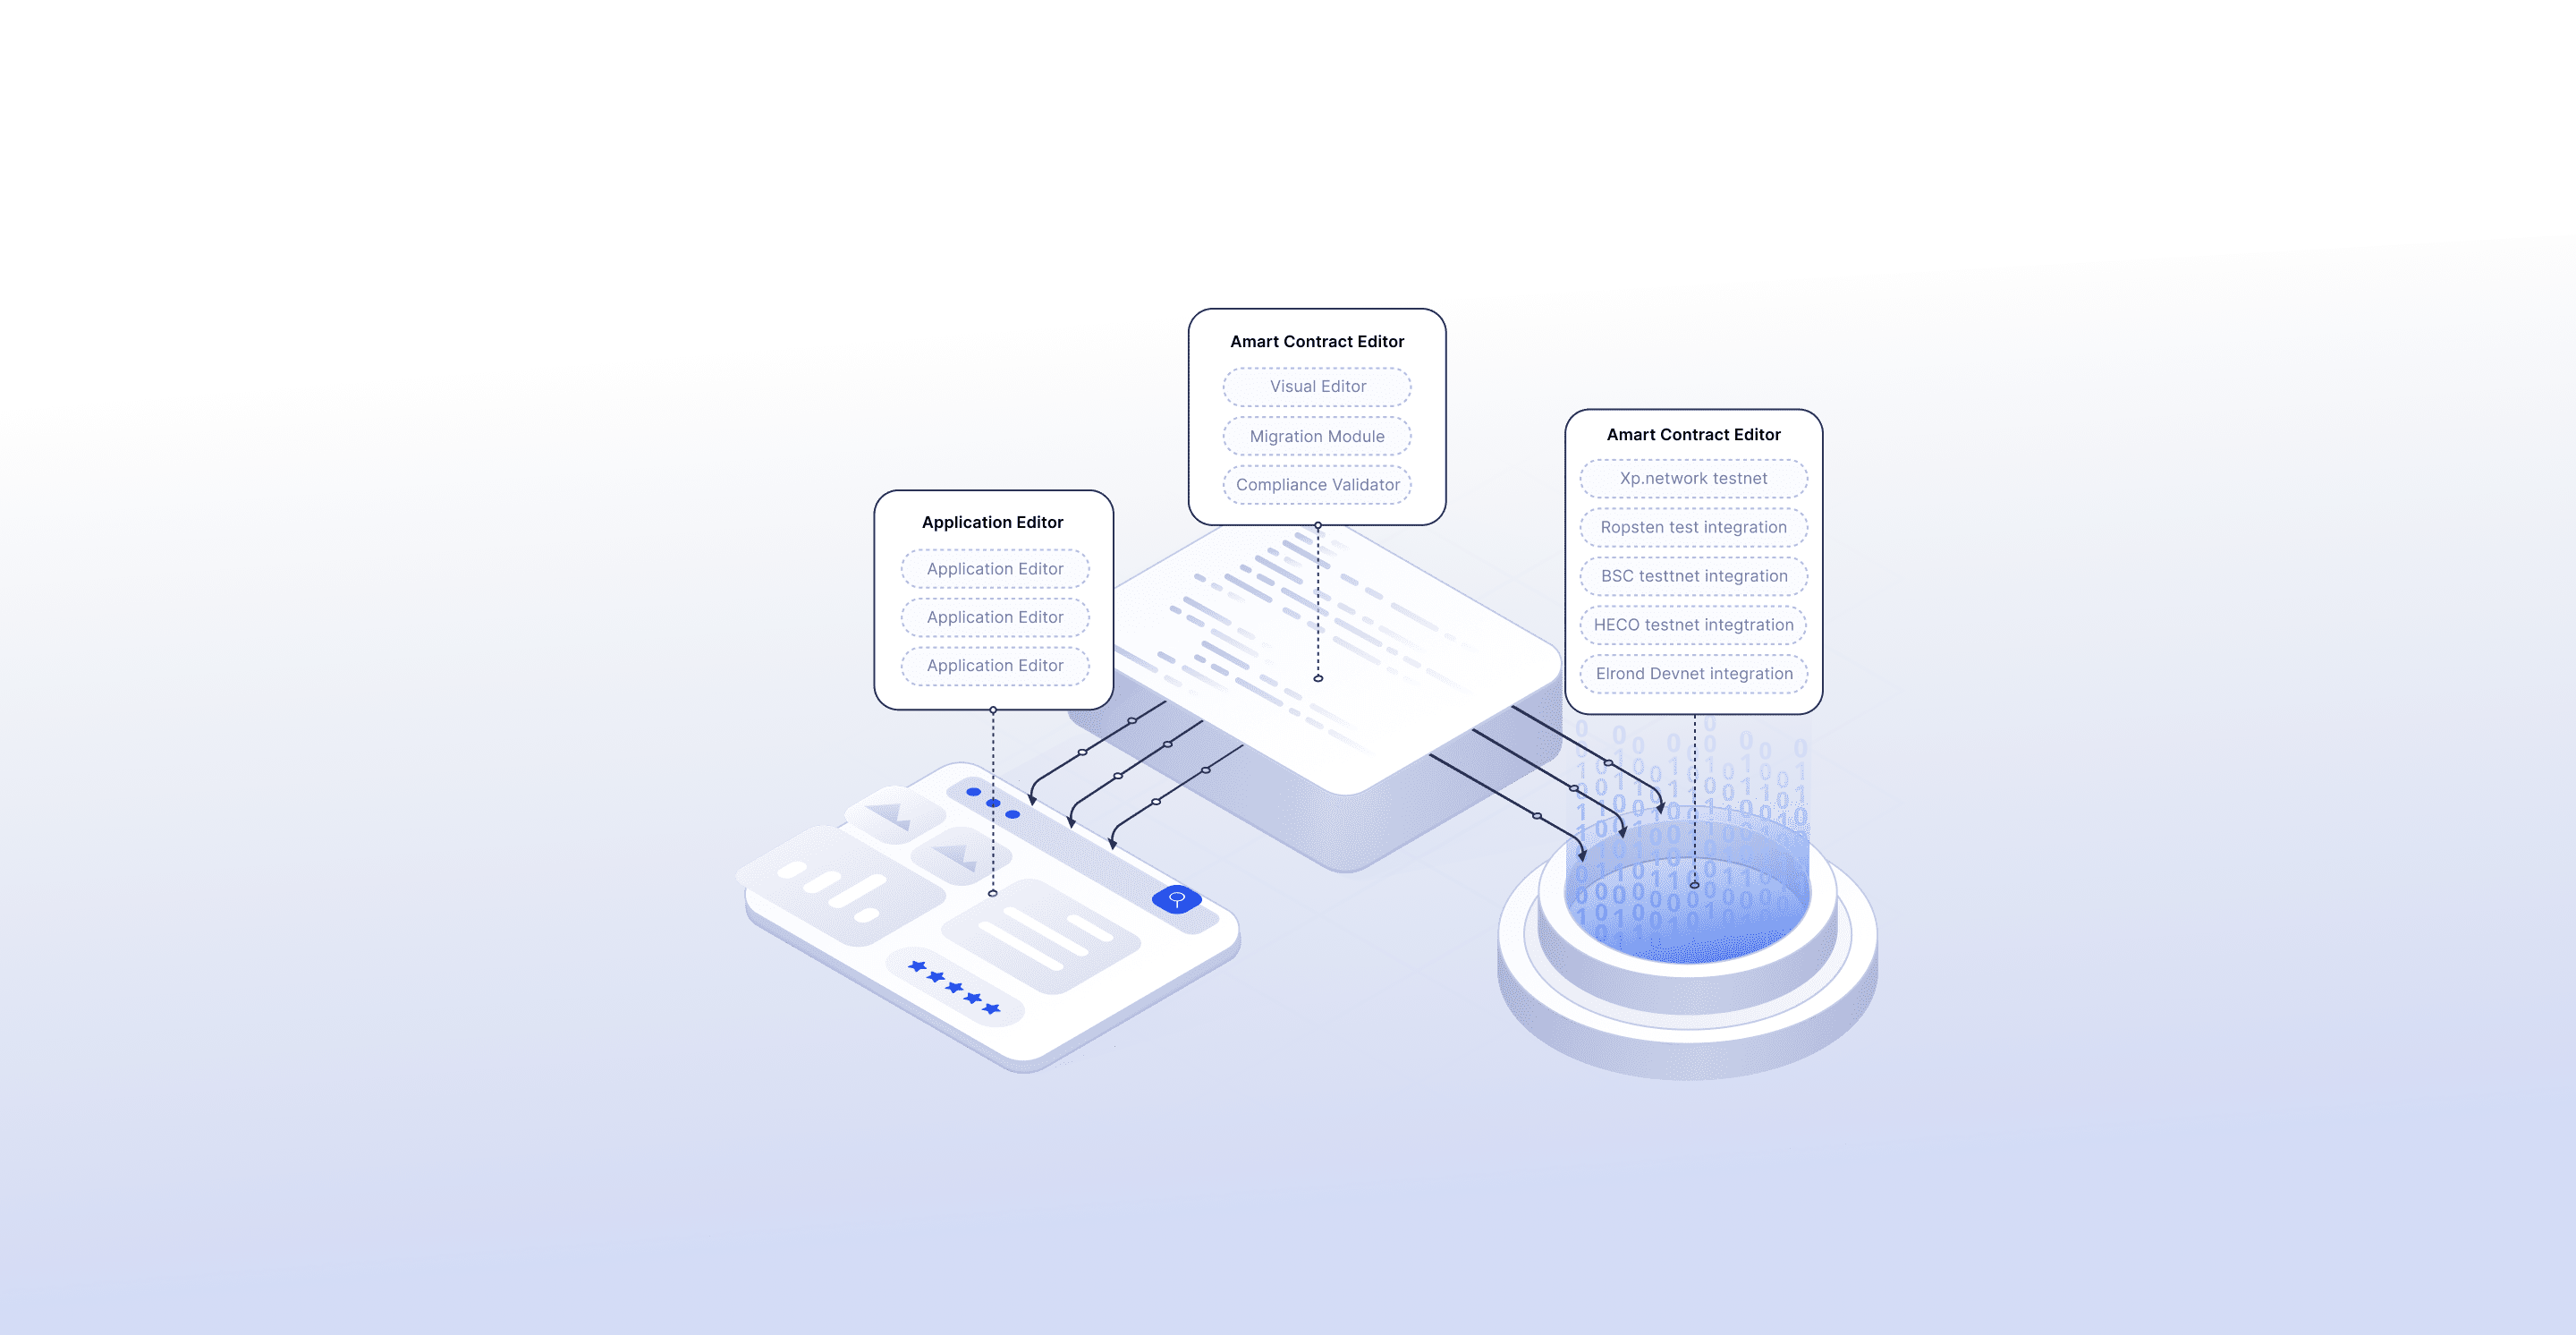 Amart Contract Editor
Visual Editor
Migration Module
Compliance Validator
Amart Contract Editor
Xp.network testnet
Ropsten test integration
BSC testtnet integration
HECO testnet integtration
Elrond Devnet integration
Application Editor
Application Editor
Application Editor
Application Editor